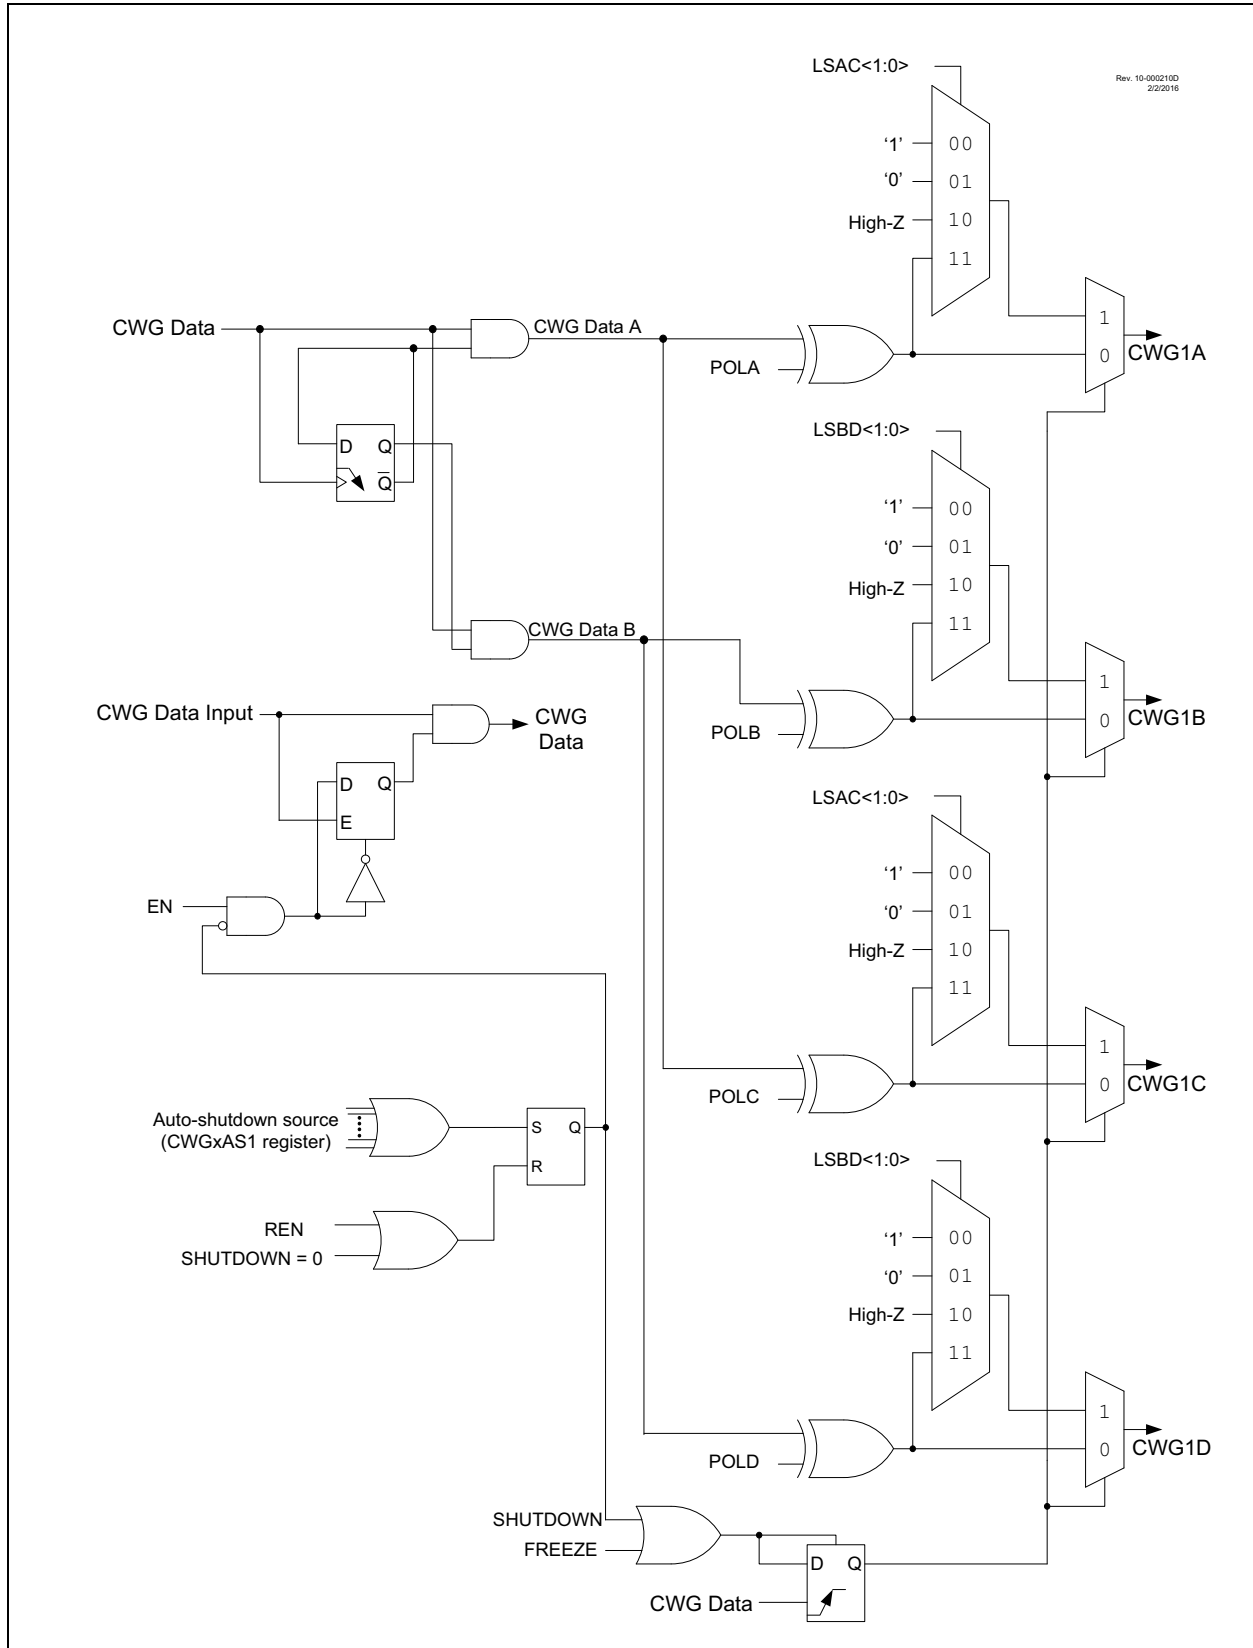 Rev. 10-000210D
2/2/2016
LSAC<1:0>
'1'
00
'0'
01
High-Z
10
11
CWG Data
CWG Data A
POLA
1
0
CWG1A
D
Q
Q̅
LSBD<1:0>
'1'
00
'0'
01
High-Z
10
11
CWG Data B
POLB
1
0
CWG1B
CWG Data Input
CWG
Data
D
Q
E
EN
LSAC<1:0>
'1'
00
'0'
01
High-Z
10
11
POLC
1
0
CWG1C
Auto-shutdown source
(CWGxAS1 register)
S
Q
R
REN
SHUTDOWN = 0
LSBD<1:0>
'1'
00
'0'
01
High-Z
10
11
POLD
1
0
CWG1D
SHUTDOWN
FREEZE
D
Q
CWG Data